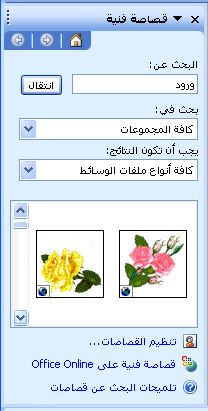 قصاصة فنية
البحث عن:
ورود
انتقال
بحث في:
كافة المجموعات
يجب أن تكون النتائج:
كافة أنواع ملفات الوسائط
تنظيم القصاصات...
قصاصة فنية على Office Online
تلميحات البحث عن قصاصات